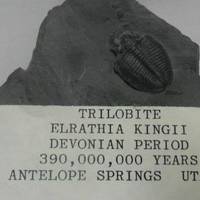 TRILOBITE
ELRATHIA KINGII
DEVONIAN PERIOD
390,000,000 YEARS
ANTELOPE SPRINGS UT